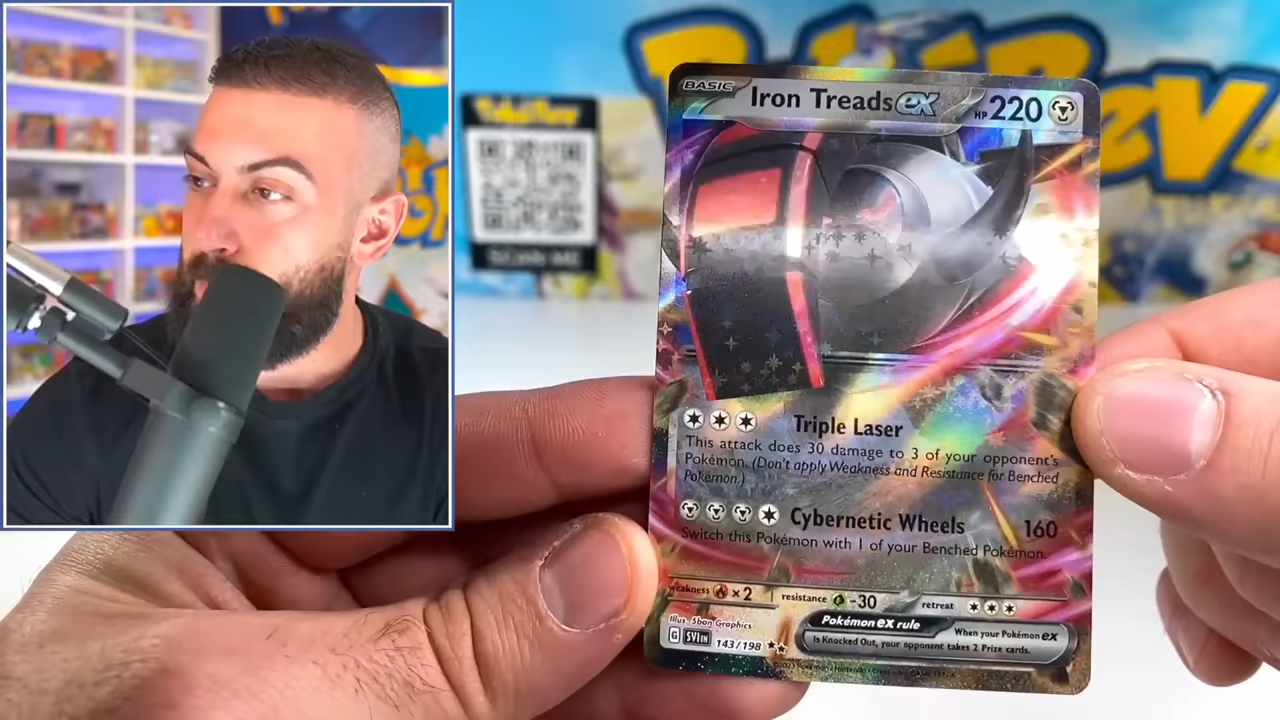 BASIC
Iron Treads ex HP 220
SCAN ME
Triple Laser
This attack does 30 damage to 3 of your opponent's
Pokémon. (Don't apply Weakness and Resistance for Benched
Pokémon.)
Cybernetic Wheels 160
Switch this Pokémon with 1 of your Benched Pokémon.
weakness ×2 resistance -30 retreat
Illus. 5ban Graphics
G SVI EN 143/198
Pokémon ex rule
When your Pokémon ex
is Knocked Out, your opponent takes 2 Prize cards.